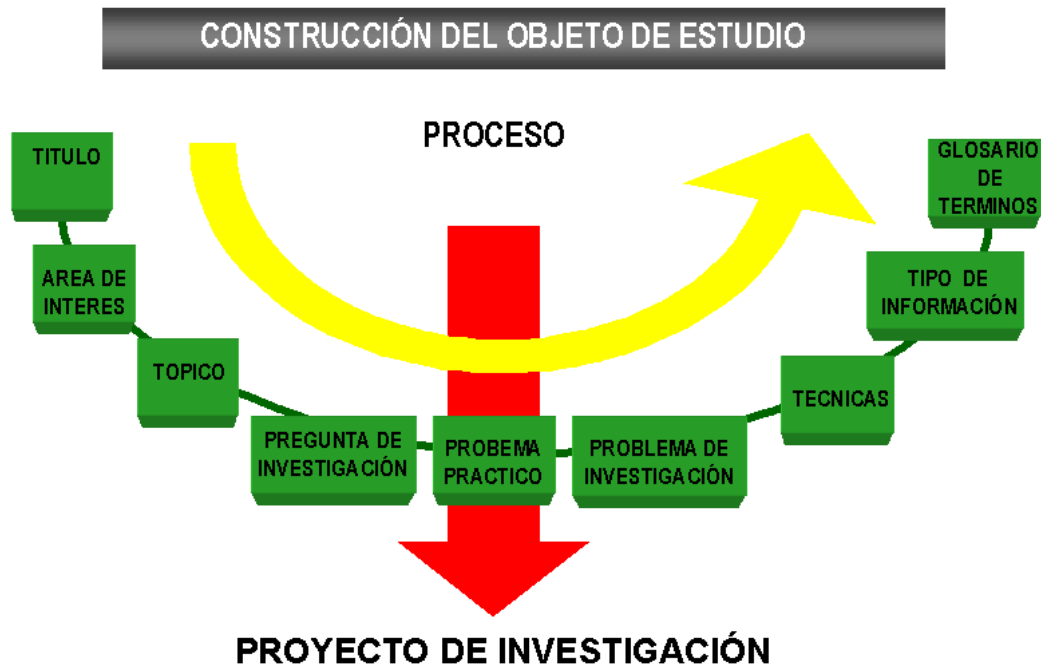 CONSTRUCCIÓN DEL OBJETO DE ESTUDIO
PROCESO
TITULO
AREA DE
INTERES
TOPICO
PREGUNTA DE
INVESTIGACIÓN
PROBEMA
PRACTICO
PROBLEMA DE
INVESTIGACIÓN
TECNICAS
TIPO DE
INFORMACIÓN
GLOSARIO
DE
TERMINOS
PROYECTO DE INVESTIGACIÓN